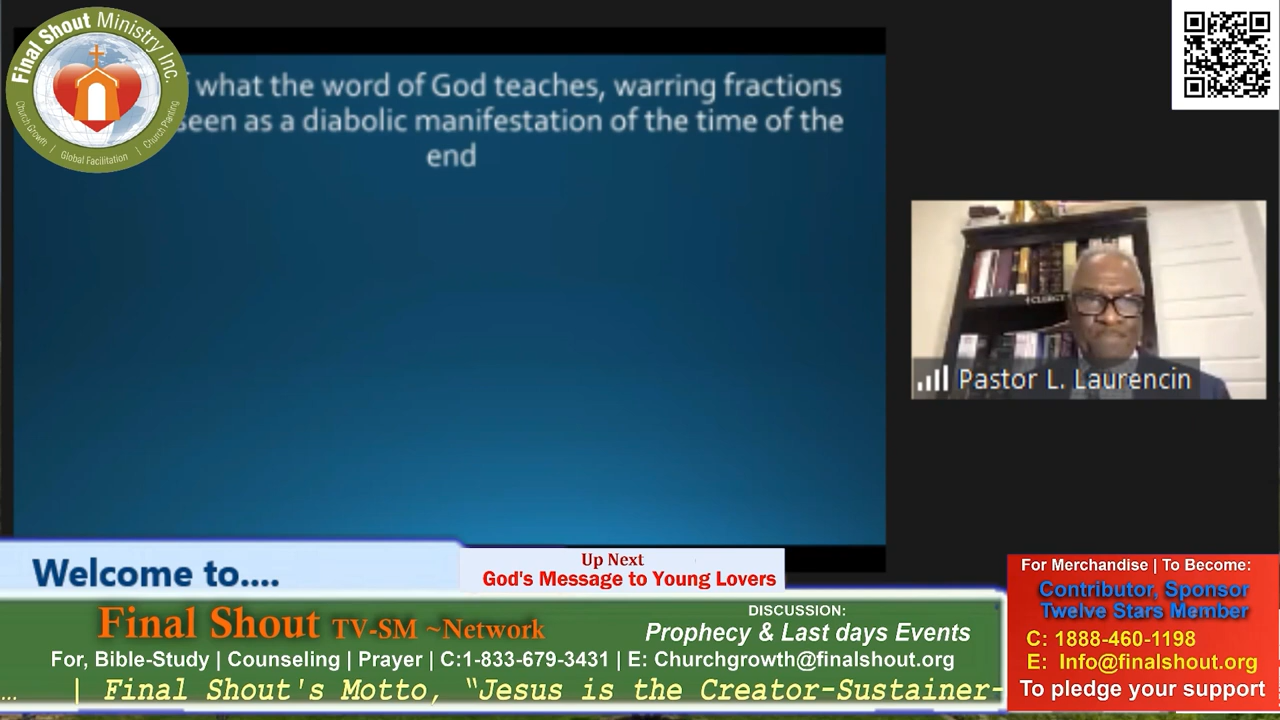 Final Shout Ministry Inc.
Church Growth | Global Facilitation | Church Planting
what the word of God teaches, warring fractions
seen as a diabolic manifestation of the time of the
end
CLERGY
Pastor L. Laurencin
Welcome to....
Up Next
God's Message to Young Lovers
Final Shout TV-SM ~Network
DISCUSSION:
Prophecy & Last days Events
For, Bible-Study | Counseling | Prayer | C:1-833-679-3431 | E: Churchgrowth@finalshout.org
... | Final Shout's Motto, “Jesus is the Creator-Sustainer-
For Merchandise | To Become:
Contributor, Sponsor
Twelve Stars Member
C: 1888-460-1198
E: Info@finalshout.org
To pledge your support